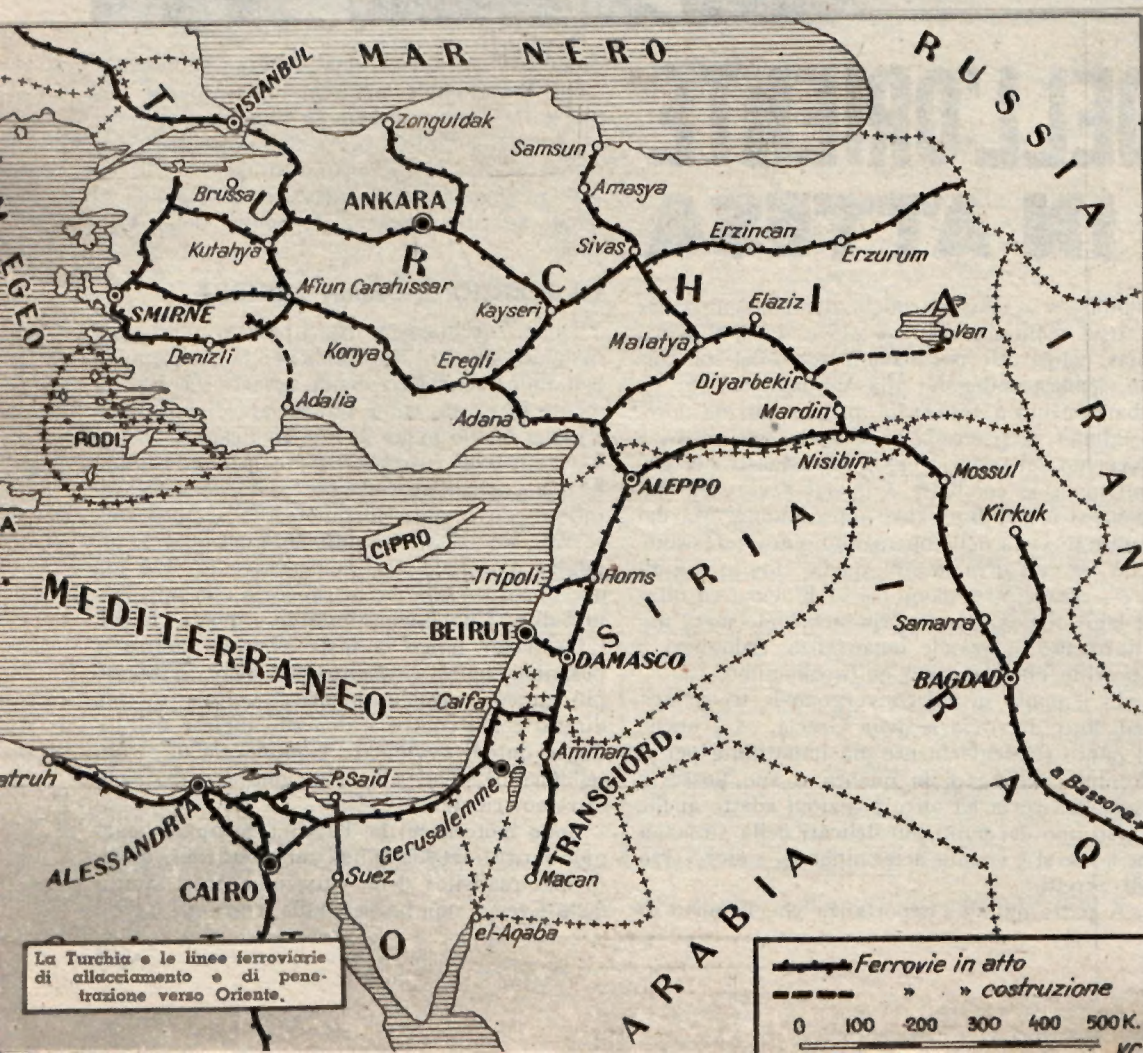 MAR NERO
RUSSIA
ISTANBUL
Zonguldak
Samsun
Amasya
Brussa
ANKARA
Erzincan
Erzurum
Sivas
Kutahya
TURCHIA
EGEO
Afiun Carahissar
Kayseri
Elaziz
Van
SMIRNE
Denizli
Konya
Eregli
Malatya
Diyarbekir
IRAN
Adalia
Adana
Mardin
RODI
Nisibin
Mossul
ALEPPO
Kirkuk
CIPRO
SIRIA
Tripoli
Homs
MEDITERRANEO
BEIRUT
DAMASCO
Samarra
BAGDAD
IRAQ
Caifa
Amman
a Bassora
atruh
P.Said
TRANSGIORD.
Gerusalemme
ALESSANDRIA
CAIRO
Suez
Macan
el-Aqaba
ARABIA
O
La Turchia e le linee ferroviarie
di allacciamento e di pene-
trazione verso Oriente.
Ferrovie in atto
» » costruzione
0 100 200 300 400 500 K.